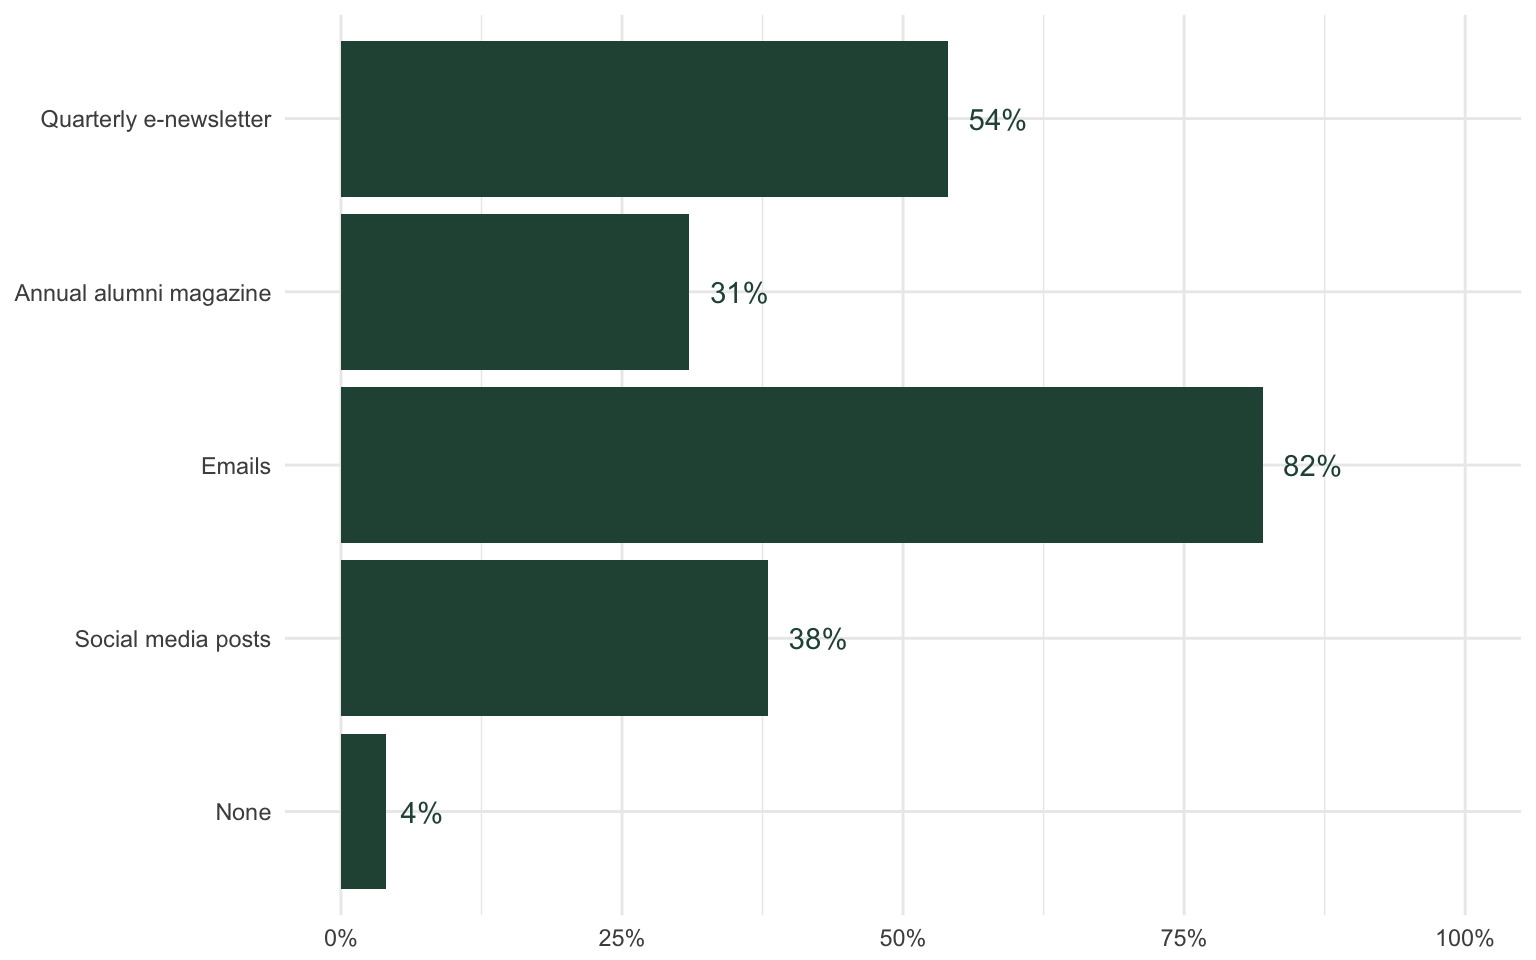 Quarterly e-newsletter 54%
Annual alumni magazine 31%
Emails 82%
Social media posts 38%
None 4%
0% 25% 50% 75% 100%